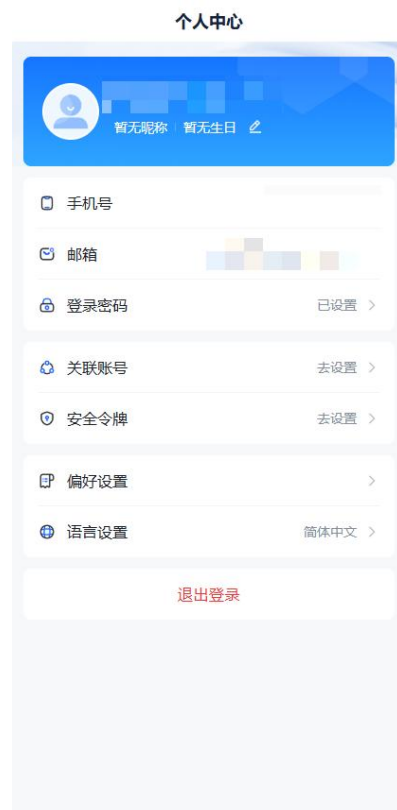 个人中心
暂无昵称 暂无生日
手机号
邮箱
登录密码 已设置
关联账号 去设置
安全令牌 去设置
偏好设置
语言设置 简体中文
退出登录